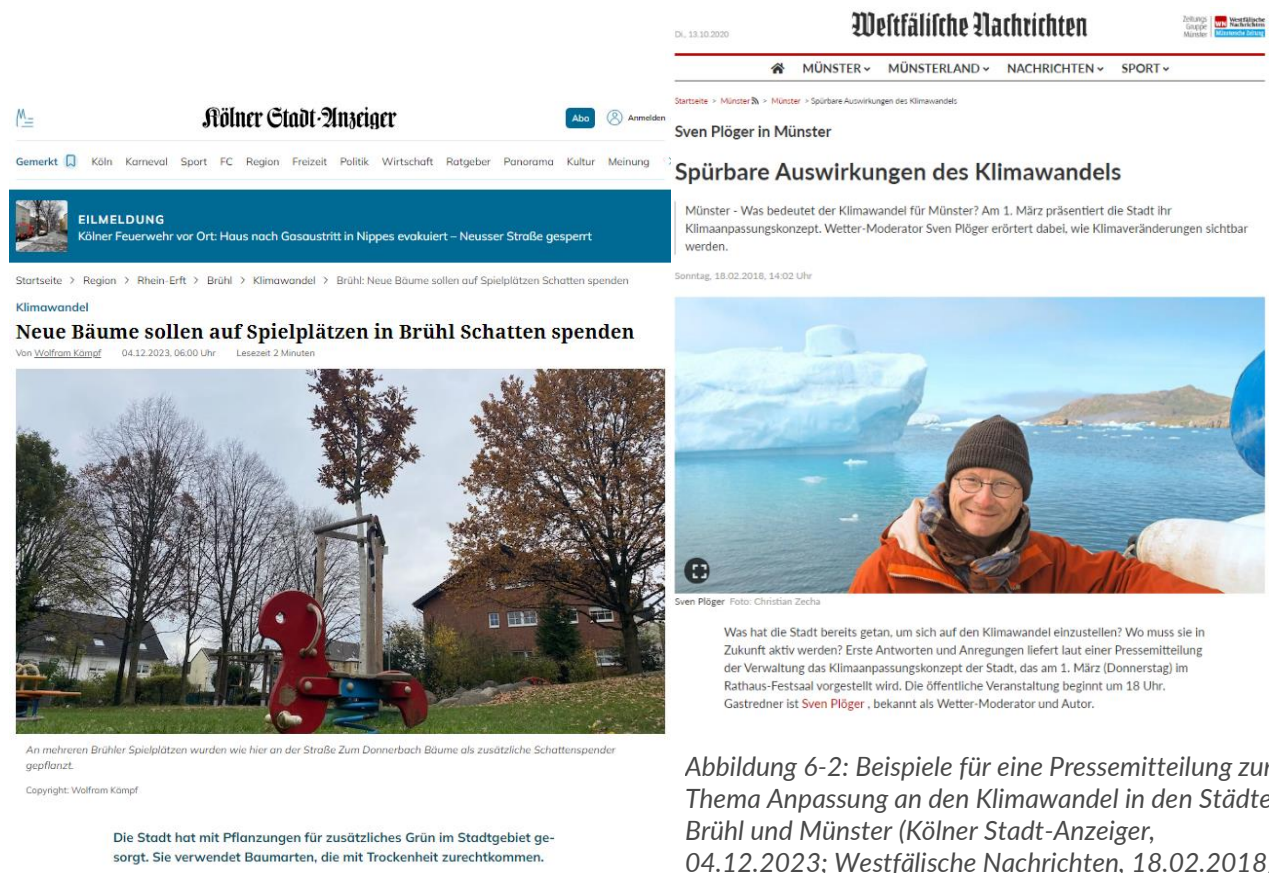 Kölner Stadt-Anzeiger
Abo
Anmelden
Gemerkt Köln Karneval Sport FC Region Freizeit Politik Wirtschaft Ratgeber Panorama Kultur Meinung
EILMELDUNG
Kölner Feuerwehr vor Ort: Haus nach Gasaustritt in Nippes evakuiert – Neusser Straße gesperrt
Startseite > Region > Rhein-Erft > Brühl > Klimawandel > Brühl: Neue Bäume sollen auf Spielplätzen Schatten spenden
Klimawandel
Neue Bäume sollen auf Spielplätzen in Brühl Schatten spenden
Von Wolfram Kämpf 04.12.2023, 06:00 Uhr Lesezeit 2 Minuten
An mehreren Brühler Spielplätzen wurden wie hier an der Straße Zum Donnerbach Bäume als zusätzliche Schattenspender
gepflanzt.
Copyright: Wolfram Kämpf
Die Stadt hat mit Pflanzungen für zusätzliches Grün im Stadtgebiet ge-
sorgt. Sie verwendet Baumarten, die mit Trockenheit zurechtkommen.
Di., 13.10.2020
Westfälische Nachrichten
Zeitungs
Gruppe
Münster
WN Westfälische
Nachrichten
Münstersche Zeitung
MÜNSTER MÜNSTERLAND NACHRICHTEN SPORT
Startseite > Münster > Münster > Spürbare Auswirkungen des Klimawandels
Sven Plöger in Münster
Spürbare Auswirkungen des Klimawandels
Münster - Was bedeutet der Klimawandel für Münster? Am 1. März präsentiert die Stadt ihr
Klimaanpassungskonzept. Wetter-Moderator Sven Plöger erörtert dabei, wie Klimaveränderungen sichtbar
werden.
Sonntag, 18.02.2018, 14:02 Uhr
Sven Plöger Foto: Christian Zecha
Was hat die Stadt bereits getan, um sich auf den Klimawandel einzustellen? Wo muss sie in
Zukunft aktiv werden? Erste Antworten und Anregungen liefert laut einer Pressemitteilung
der Verwaltung das Klimaanpassungskonzept der Stadt, das am 1. März (Donnerstag) im
Rathaus-Festsaal vorgestellt wird. Die öffentliche Veranstaltung beginnt um 18 Uhr.
Gastredner ist Sven Plöger , bekannt als Wetter-Moderator und Autor.
Abbildung 6-2: Beispiele für eine Pressemitteilung zur
Thema Anpassung an den Klimawandel in den Städte
Brühl und Münster (Kölner Stadt-Anzeiger,
04.12.2023; Westfälische Nachrichten, 18.02.2018